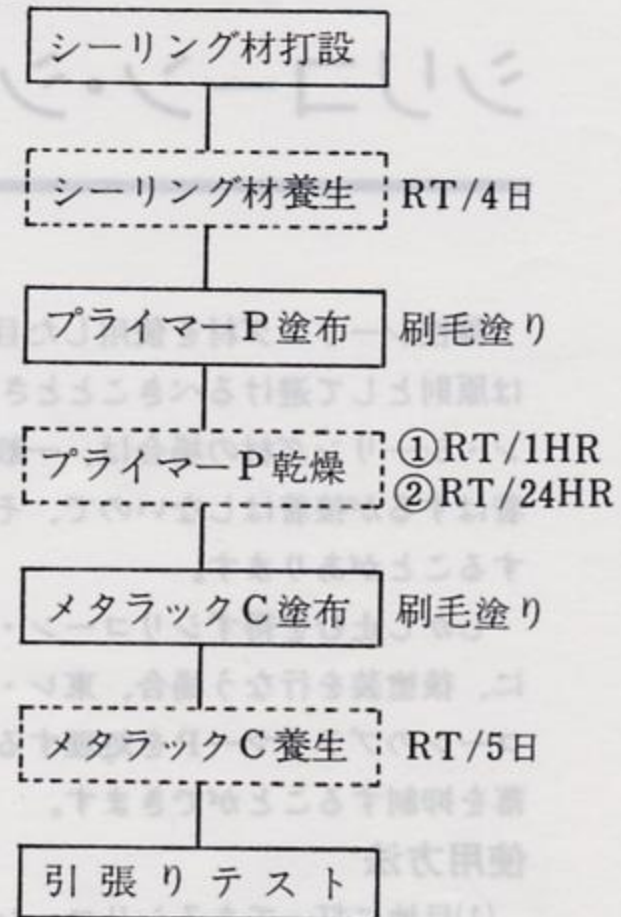 シーリング材打設
シーリング材養生 RT/4日
プライマーP塗布 刷毛塗り
プライマーP乾燥 ①RT/1HR
②RT/24HR
メタラックC塗布 刷毛塗り
メタラックC養生 RT/5日
引張りテスト